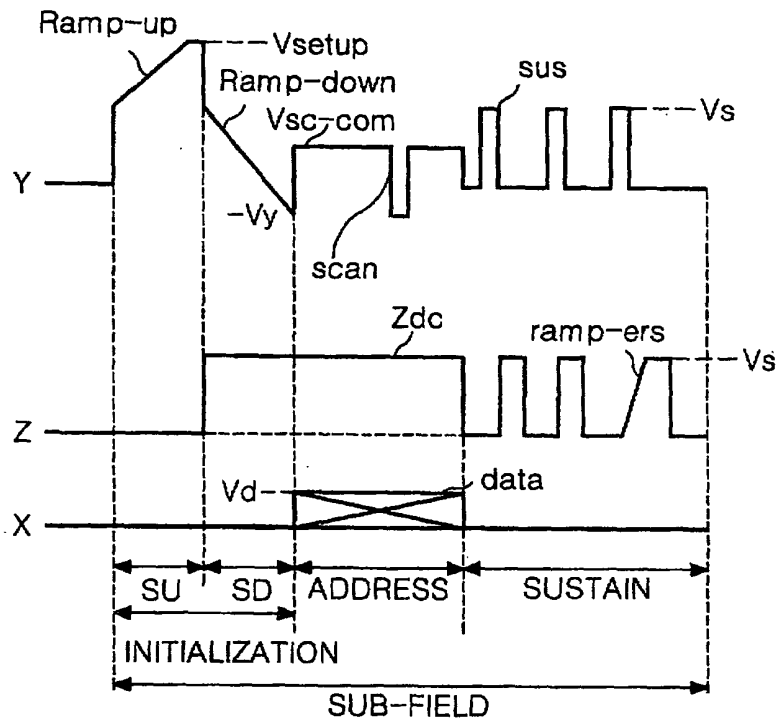 Ramp-up
Vsetup
Ramp-down
sus
Vsc-com
Vs
Y
-Vy
scan
Zdc
ramp-ers
Vs
Z
Vd
data
X
SU
SD
ADDRESS
SUSTAIN
INITIALIZATION
SUB-FIELD